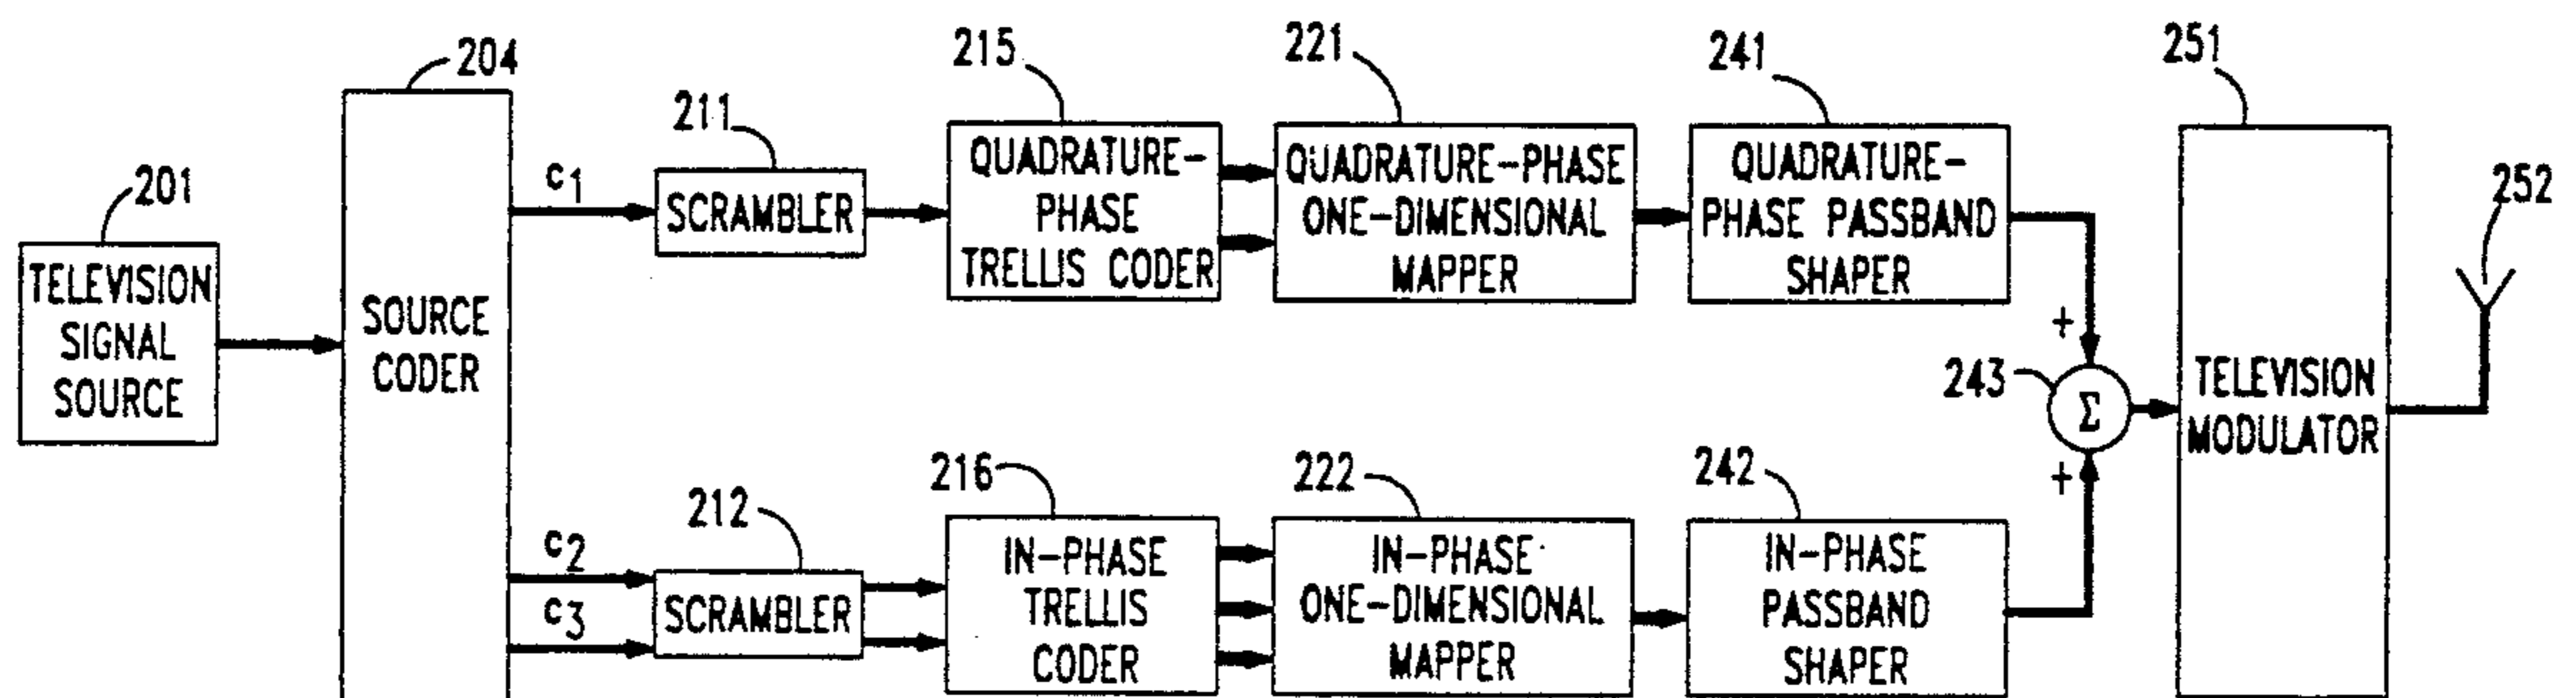 201
TELEVISION
SIGNAL
SOURCE
204
SOURCE
CODER
c1
211
SCRAMBLER
215
QUADRATURE-
PHASE
TRELLIS CODER
221
QUADRATURE-PHASE
ONE-DIMENSIONAL
MAPPER
241
QUADRATURE-
PHASE PASSBAND
SHAPER
c2
c3
212
SCRAMBLER
216
IN-PHASE
TRELLIS
CODER
222
IN-PHASE
ONE-DIMENSIONAL
MAPPER
242
IN-PHASE
PASSBAND
SHAPER
+
243
Σ
+
251
TELEVISION
MODULATOR
252